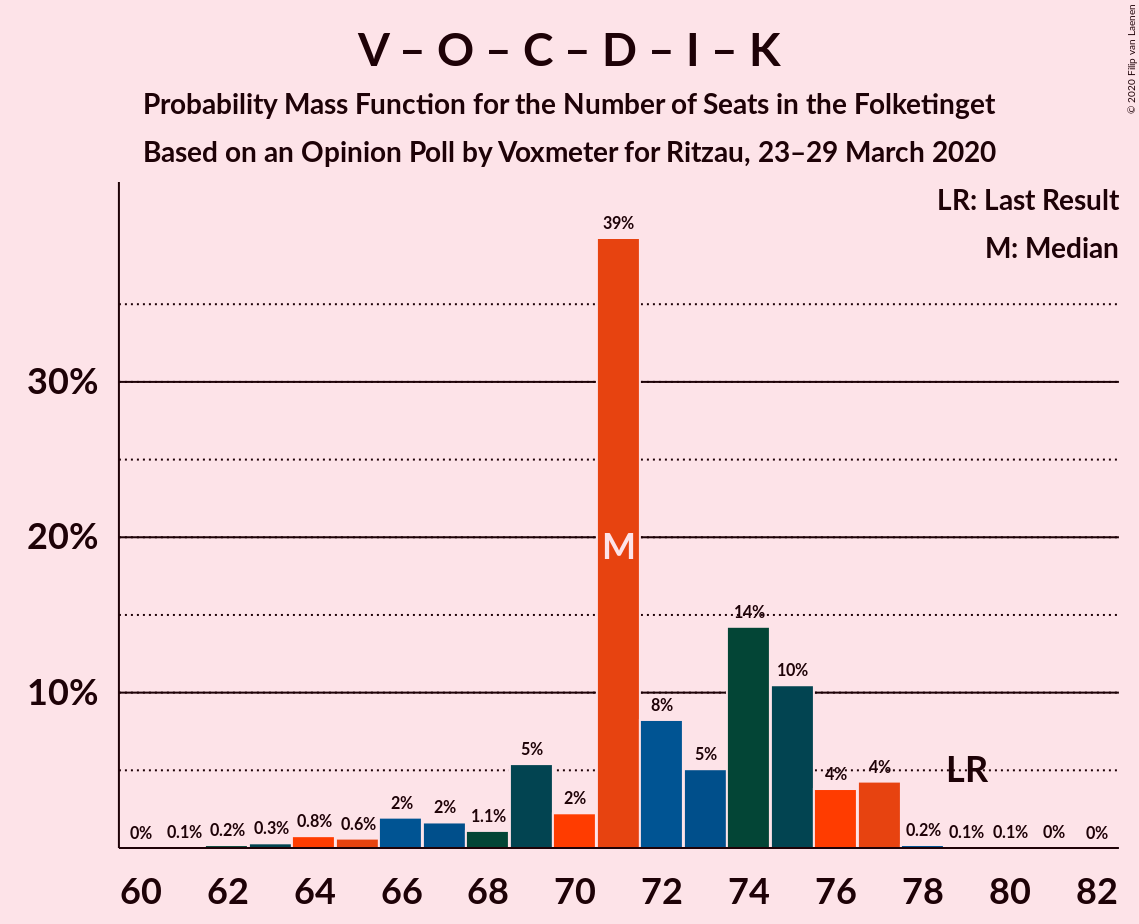 V – O – C – D – I – K
Probability Mass Function for the Number of Seats in the Folketinget
Based on an Opinion Poll by Voxmeter for Ritzau, 23–29 March 2020
© 2020 Filip van Laenen
LR: Last Result
M: Median
39%
30%
M
20%
14%
10%
10%
8%
5%
5%
LR
4%
4%
2%
2%
2%
1.1%
0.8%
0.6%
0.3%
0.2%
0.1%
0%
0.2%
0.1%
0.1%
0%
0%
60 62 64 66 68 70 72 74 76 78 80 82